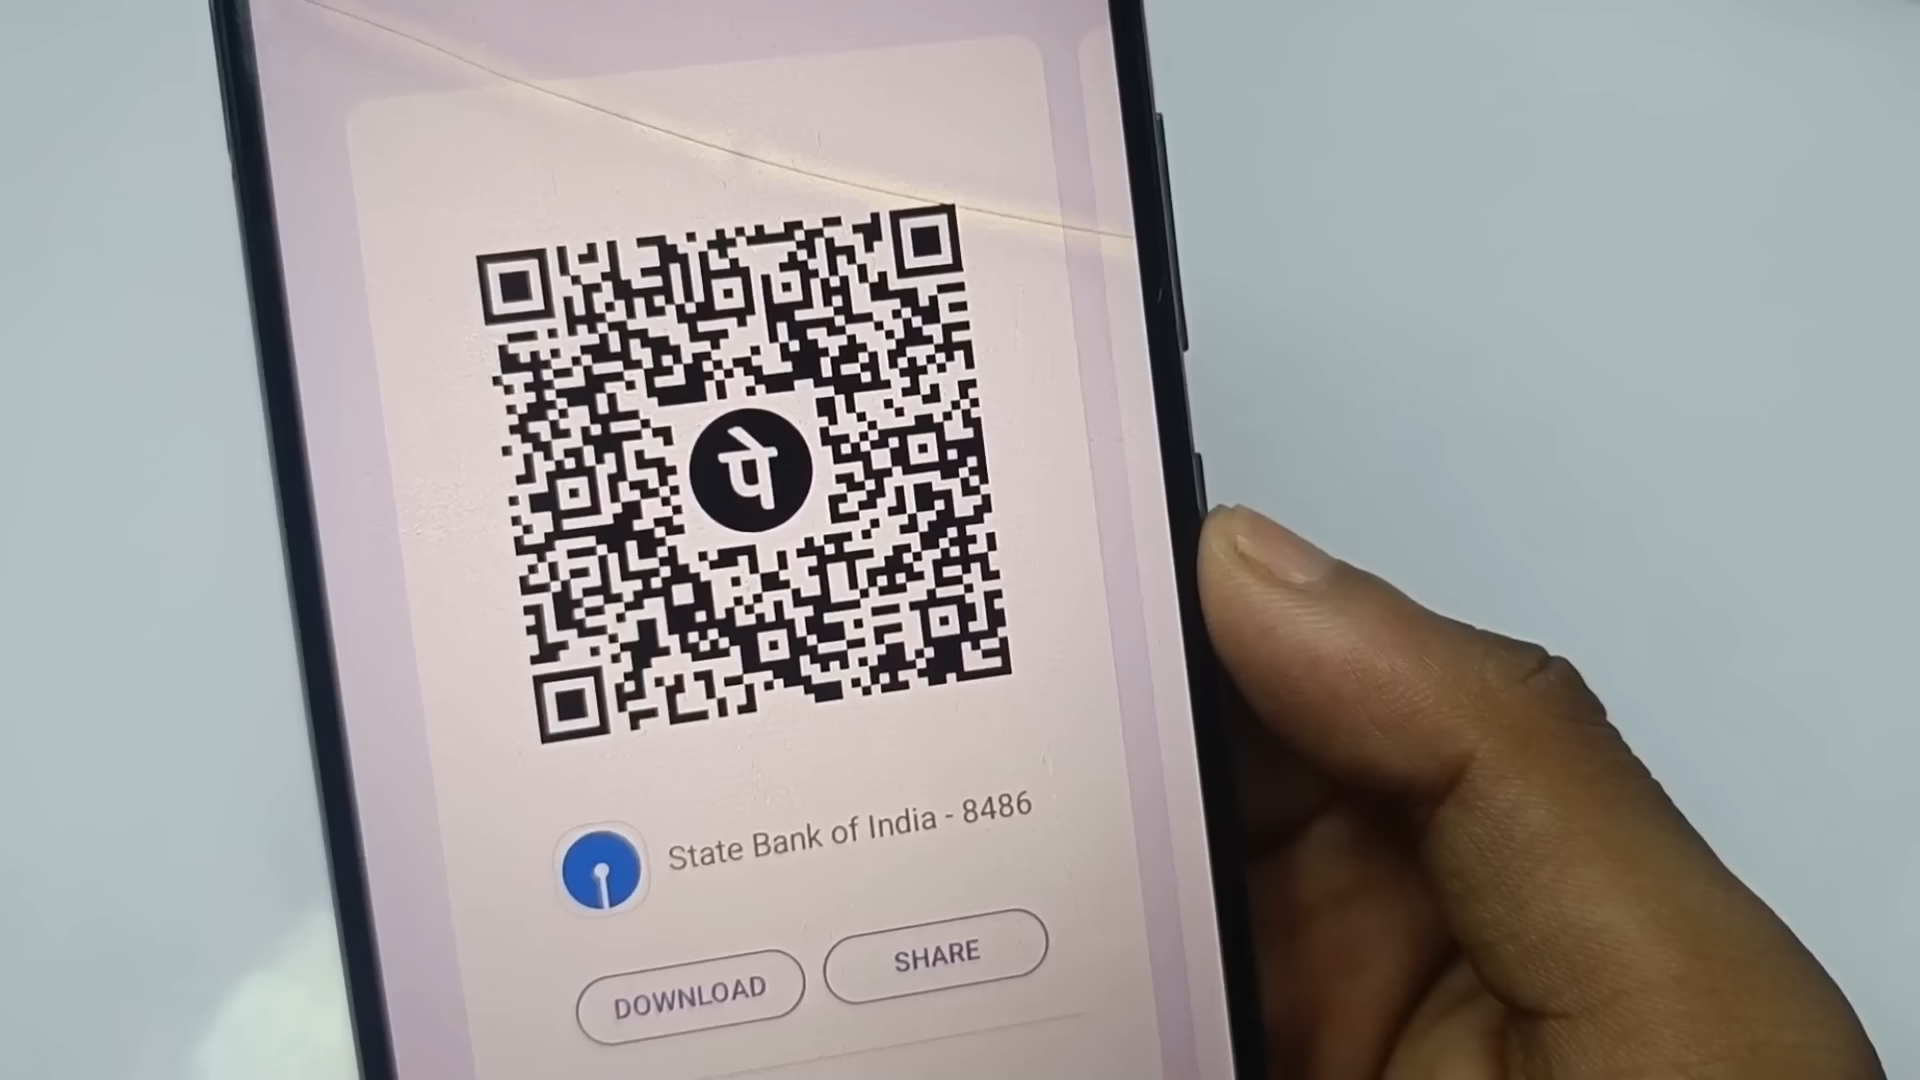 पे
State Bank of India - 8486
DOWNLOAD
SHARE